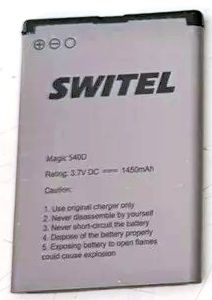 SWITEL
Magic 540D
Rating: 3.7V DC 1450mAh
Caution:
1. Use original charger only
2. Never disassemble by yourself
3. Never short-circuit the battery
4. Dispose of the battery properly
5. Exposing battery to open flames
could cause explosion